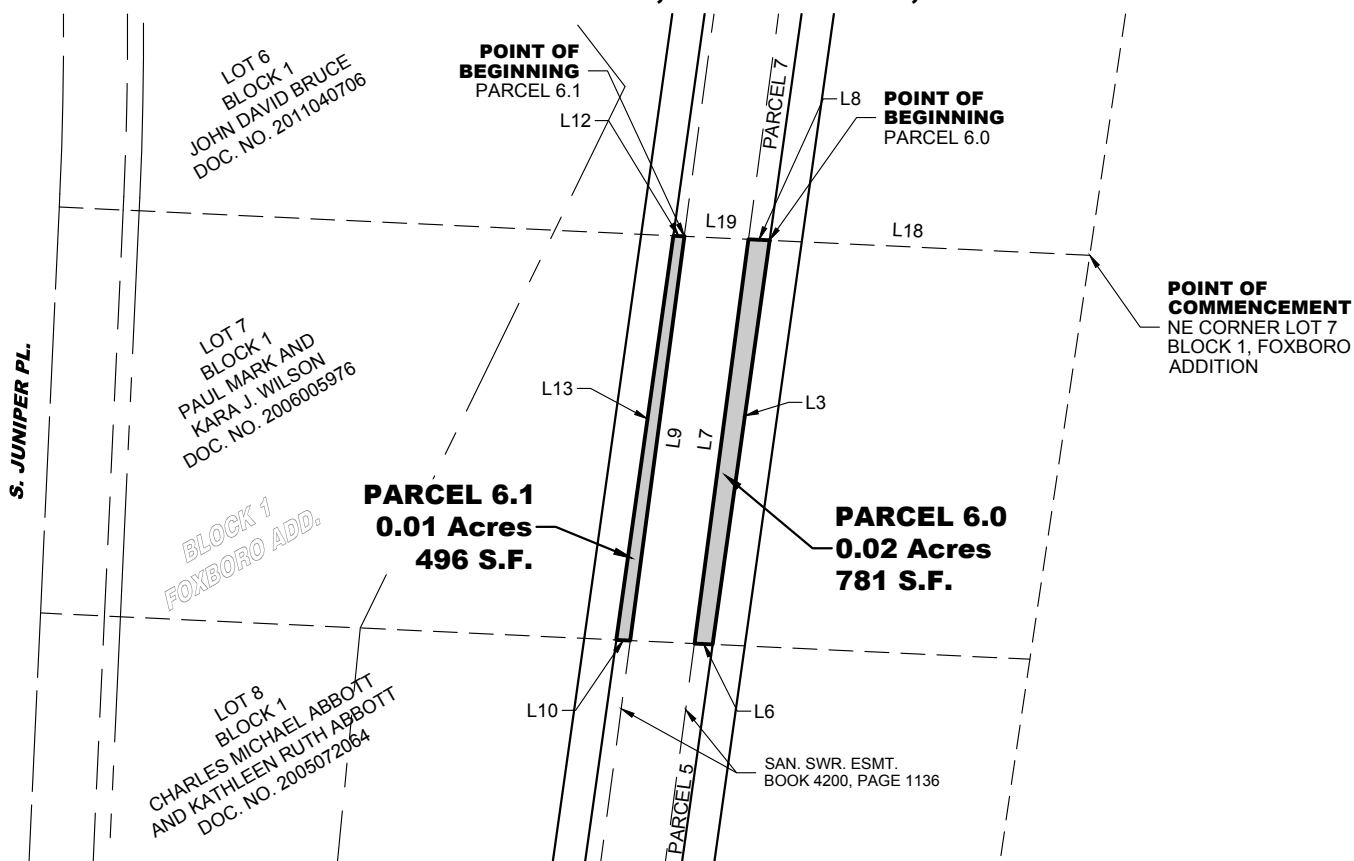 LOT 6
BLOCK 1
JOHN DAVID BRUCE
DOC. NO. 2011040706
POINT OF
BEGINNING
PARCEL 6.1
L12
PARCEL 7
L8
POINT OF
BEGINNING
PARCEL 6.0
L19
L18
POINT OF
COMMENCEMENT
NE CORNER LOT 7
BLOCK 1, FOXBORO
ADDITION
S. JUNIPER PL.
LOT 7
BLOCK 1
PAUL MARK AND
KARA J. WILSON
DOC. NO. 2006005976
L13
L9
L7
L3
BLOCK 1
FOXBORO ADD.
PARCEL 6.1
0.01 Acres
496 S.F.
PARCEL 6.0
0.02 Acres
781 S.F.
LOT 8
BLOCK 1
CHARLES MICHAEL ABBOTT
AND KATHLEEN RUTH ABBOTT
DOC. NO. 2005072064
L10
L6
SAN. SWR. ESMT.
BOOK 4200, PAGE 1136
PARCEL 5